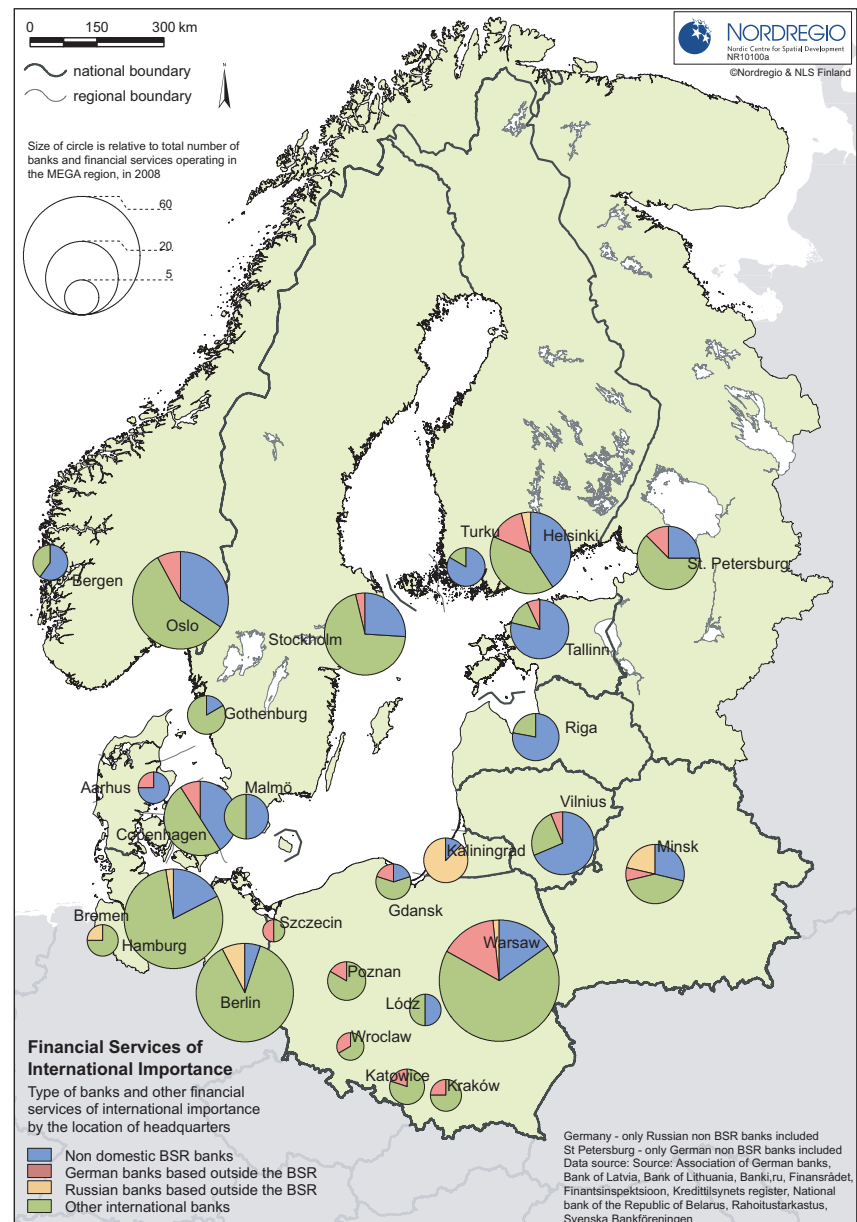 0 150 300 km
national boundary
regional boundary
N
Size of circle is relative to total number of
banks and financial services operating in
the MEGA region, in 2008
60
20
5
NORDREGIO
Nordic Centre for Spatial Development
NR10100a
©Nordregio & NLS Finland
Turku
Helsinki
St. Petersburg
Bergen
Oslo
Stockholm
Tallinn
Gothenburg
Riga
Aarhus
Malmö
Copenhagen
Vilnius
Kaliningrad
Minsk
Gdansk
Bremen
Hamburg
Szczecin
Warsaw
Poznan
Berlin
Lódz
Wroclaw
Katowice
Kraków
Financial Services of
International Importance
Type of banks and other financial
services of international importance
by the location of headquarters
Non domestic BSR banks
German banks based outside the BSR
Russian banks based outside the BSR
Other international banks
Germany - only Russian non BSR banks included
St Petersburg - only German non BSR banks included
Data source: Source: Association of German banks,
Bank of Latvia, Bank of Lithuania, Banki,ru, Finansrådet,
Finantsinspektsioon, Kredittilsynets register, National
bank of the Republic of Belarus, Rahoitustarkastus,
Svenska Bankföreningen